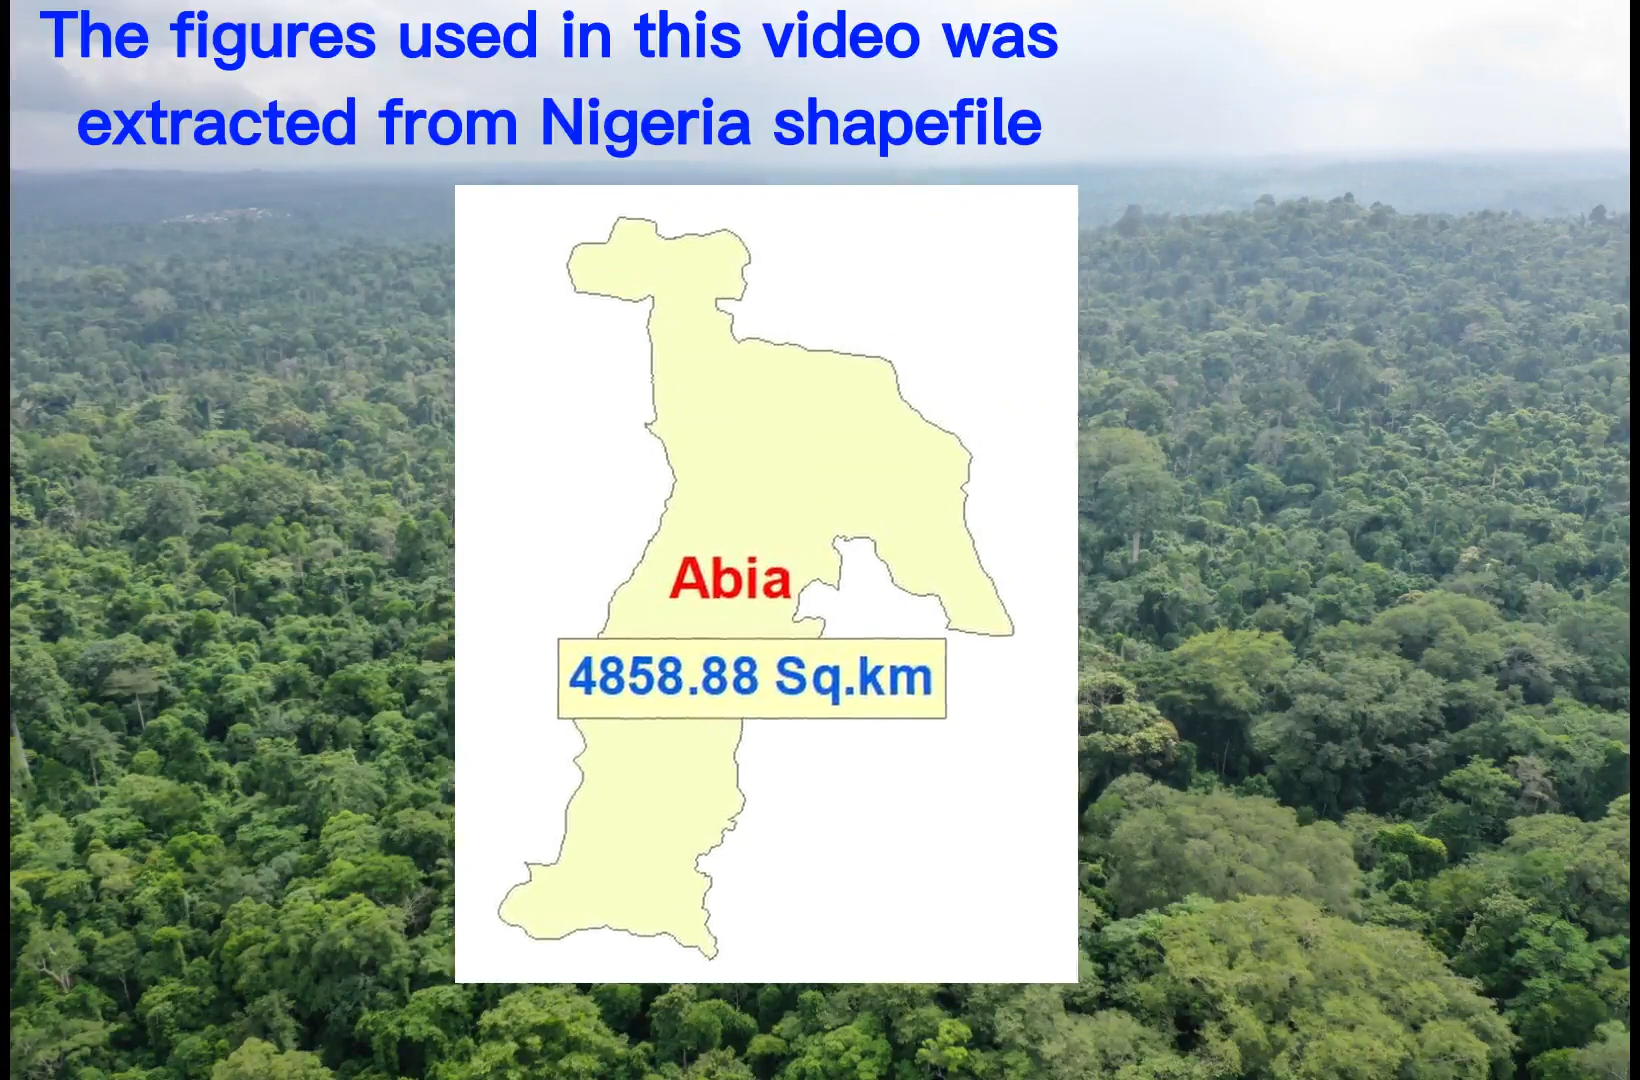 The figures used in this video was
extracted from Nigeria shapefile
Abia
4858.88 Sq.km